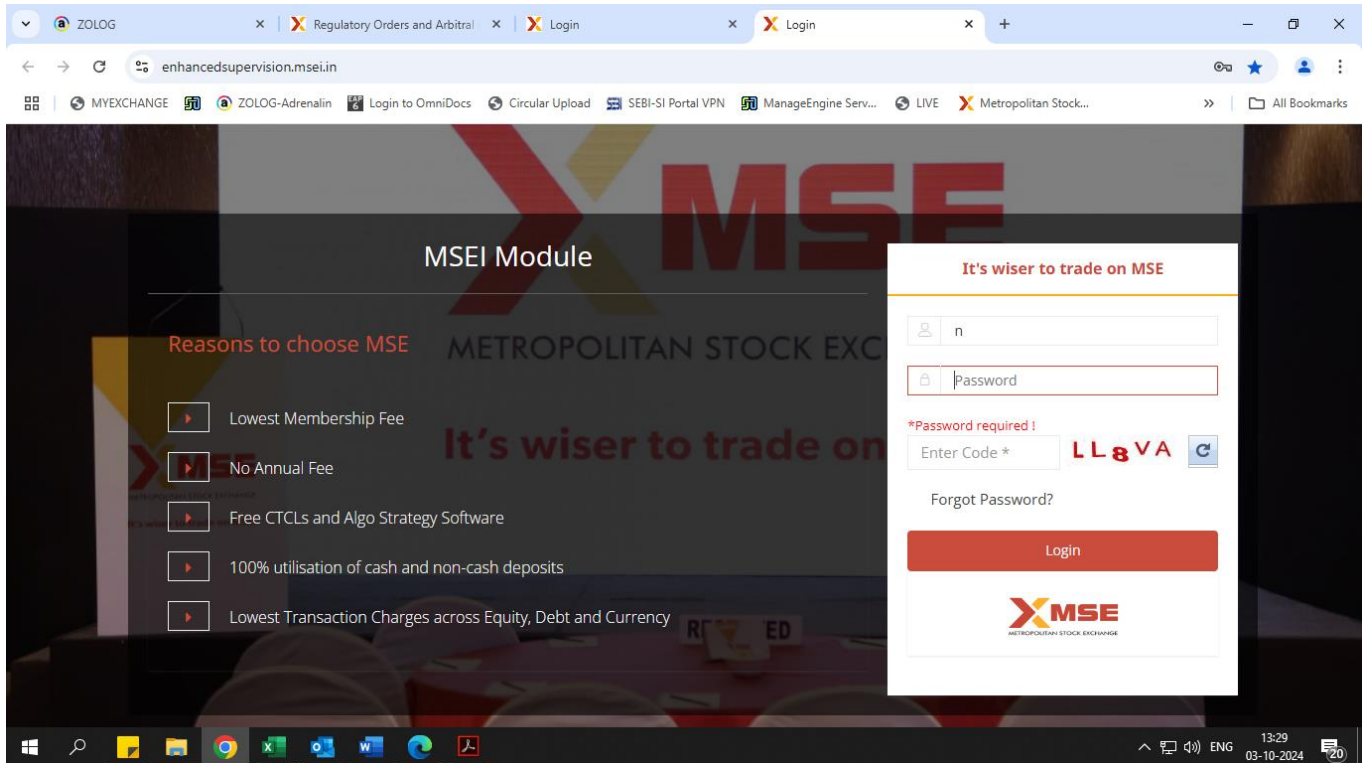 ZOLOG
Regulatory Orders and Arbitral
Login
Login
enhancedsupervision.msei.in
MYEXCHANGE
ZOLOG-Adrenalin
Login to OmniDocs
Circular Upload
SEBI-SI Portal VPN
ManageEngine Serv...
LIVE
Metropolitan Stock...
»
All Bookmarks
MSE
MSEI Module
It's wiser to trade on MSE
n
Reasons to choose MSE
METROPOLITAN STOCK EXC
Password
Lowest Membership Fee
*Password required !
It's wiser to trade on
Enter Code *
LL8VA
No Annual Fee
MSE
METROPOLITAN STOCK EXCHANGE
Forgot Password?
Free CTCLs and Algo Strategy Software
Login
100% utilisation of cash and non-cash deposits
Lowest Transaction Charges across Equity, Debt and Currency
MSE
METROPOLITAN STOCK EXCHANGE
ENG
13:29
03-10-2024
20